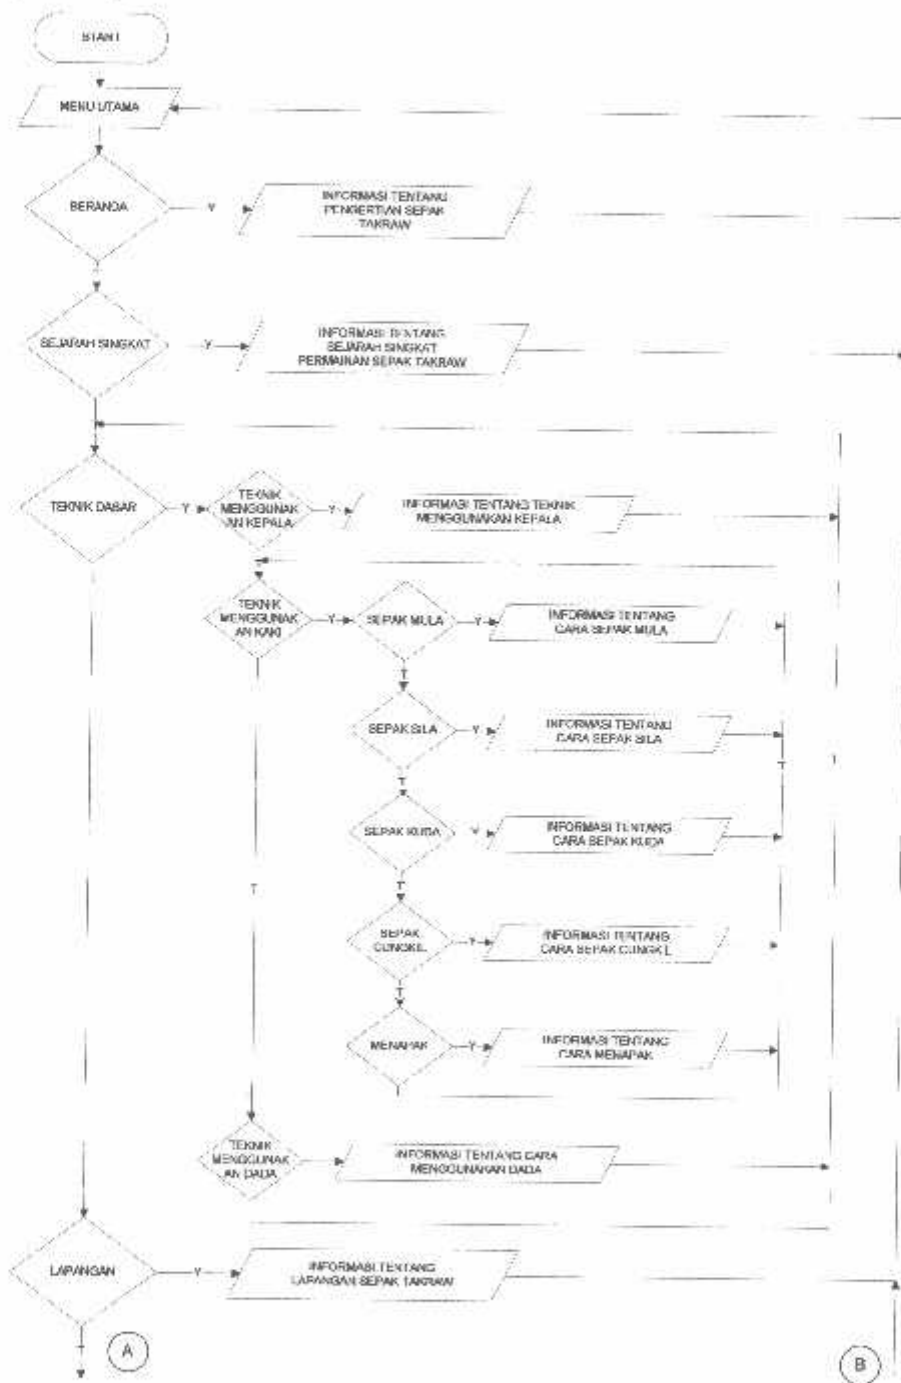 START
MENU UTAMA
BERANDA
Y
INFORMASI TENTANG
PENGERTIAN SEPAK
TAKRAW
T
SEJARAH SINGKAT
Y
INFORMASI TENTANG
SEJARAH SINGKAT
PERMAINAN SEPAK TAKRAW
TEKNIK DASAR
Y
TEKNIK
MENGGUNAK
AN KEPALA
Y
INFORMASI TENTANG TEKNIK
MENGGUNAKAN KEPALA
T
TEKNIK
MENGGUNAK
AN KAKI
Y
SEPAK MULA
Y
INFORMASI TENTANG
CARA SEPAK MULA
T
SEPAK SILA
Y
INFORMASI TENTANG
CARA SEPAK SILA
T
T
T
SEPAK KUDA
Y
INFORMASI TENTANG
CARA SEPAK KUDA
T
T
SEPAK
CUNGKIL
Y
INFORMASI TENTANG
CARA SEPAK CUNGKIL
T
MENAPAK
Y
INFORMASI TENTANG
CARA MENAPAK
TEKNIK
MENGGUNAK
AN DADA
INFORMASI TENTANG CARA
MENGGUNAKAN DADA
LAPANGAN
Y
INFORMASI TENTANG
LAPANGAN SEPAK TAKRAW
T
A
B